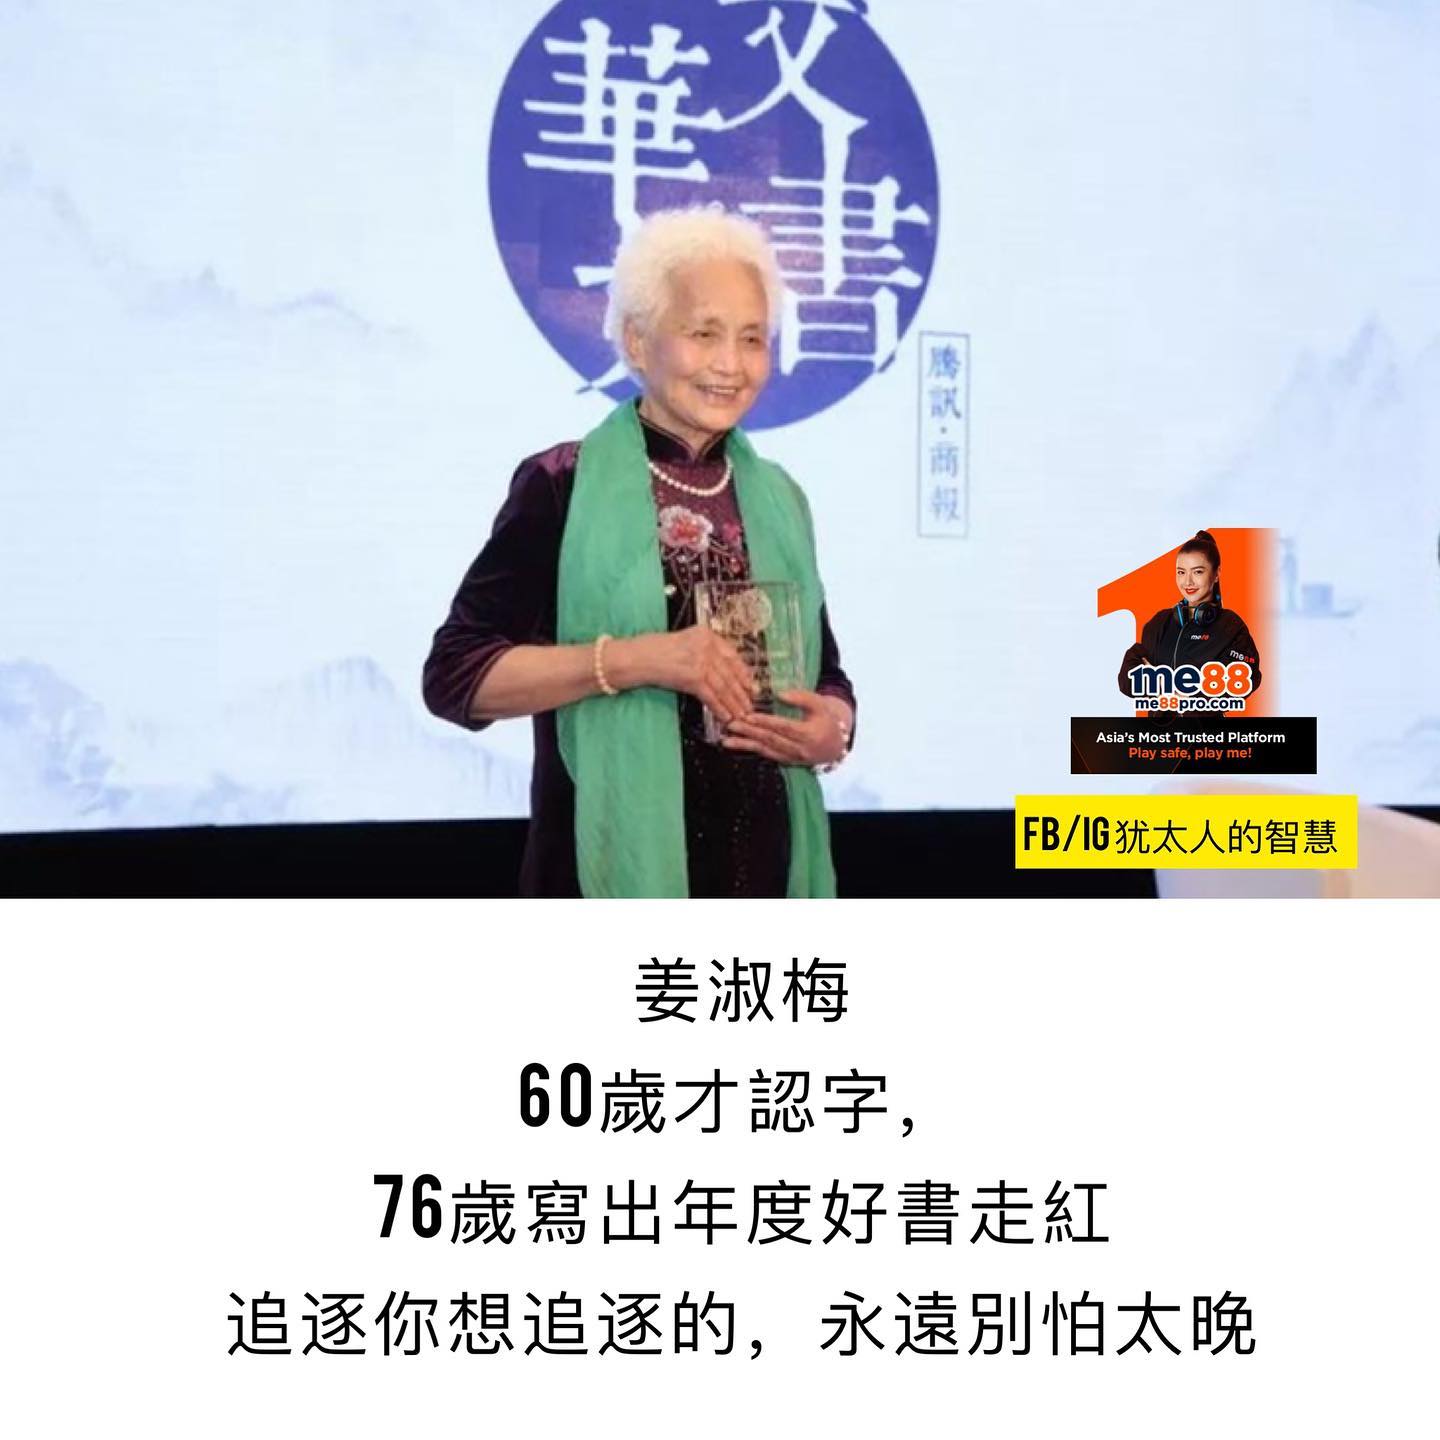 文
華
書
騰訊·商報
me88
me88
me88
me88pro.com
Asia's Most Trusted Platform
Play safe, play me!
FB/IG犹太人的智慧
姜淑梅
60歲才認字，
76歲寫出年度好書走紅
追逐你想追逐的，永遠別怕太晚